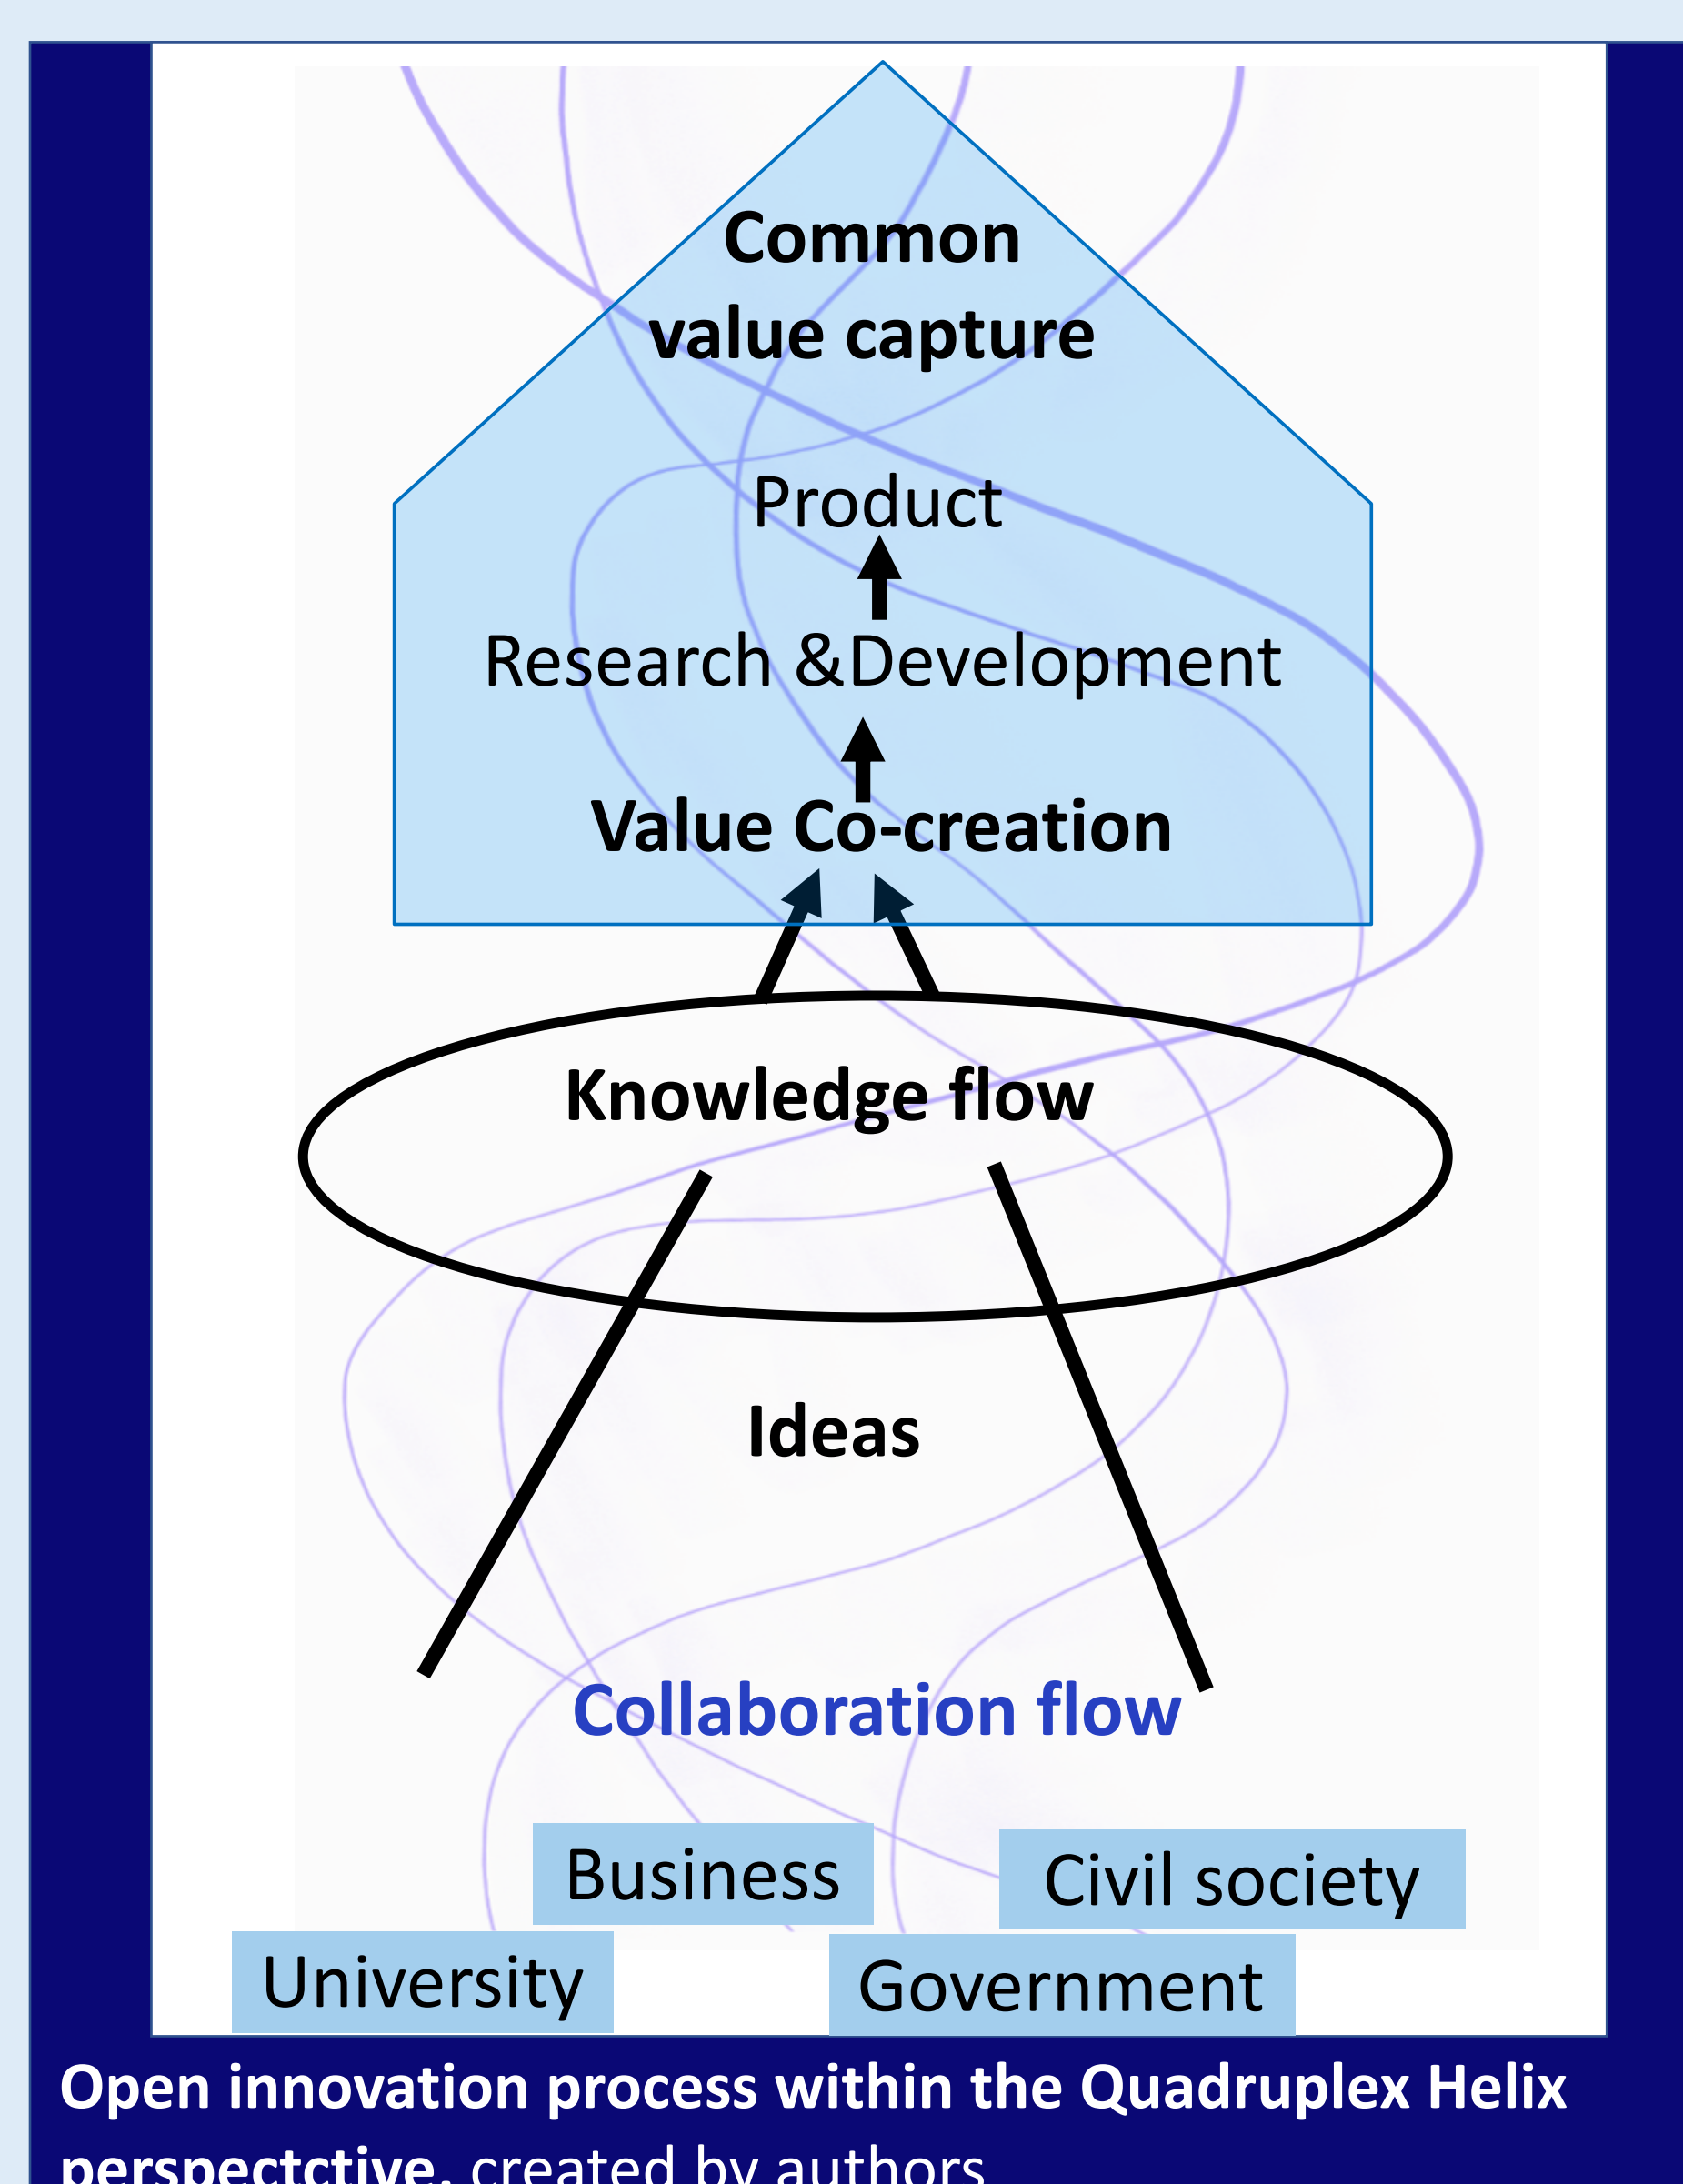 Common
value capture
Product
Research &Development
Value Co-creation
Knowledge flow
Ideas
Collaboration flow
Business
Civil society
University
Government
Open innovation process within the Quadruplex Helix
perspectctive, created by authors